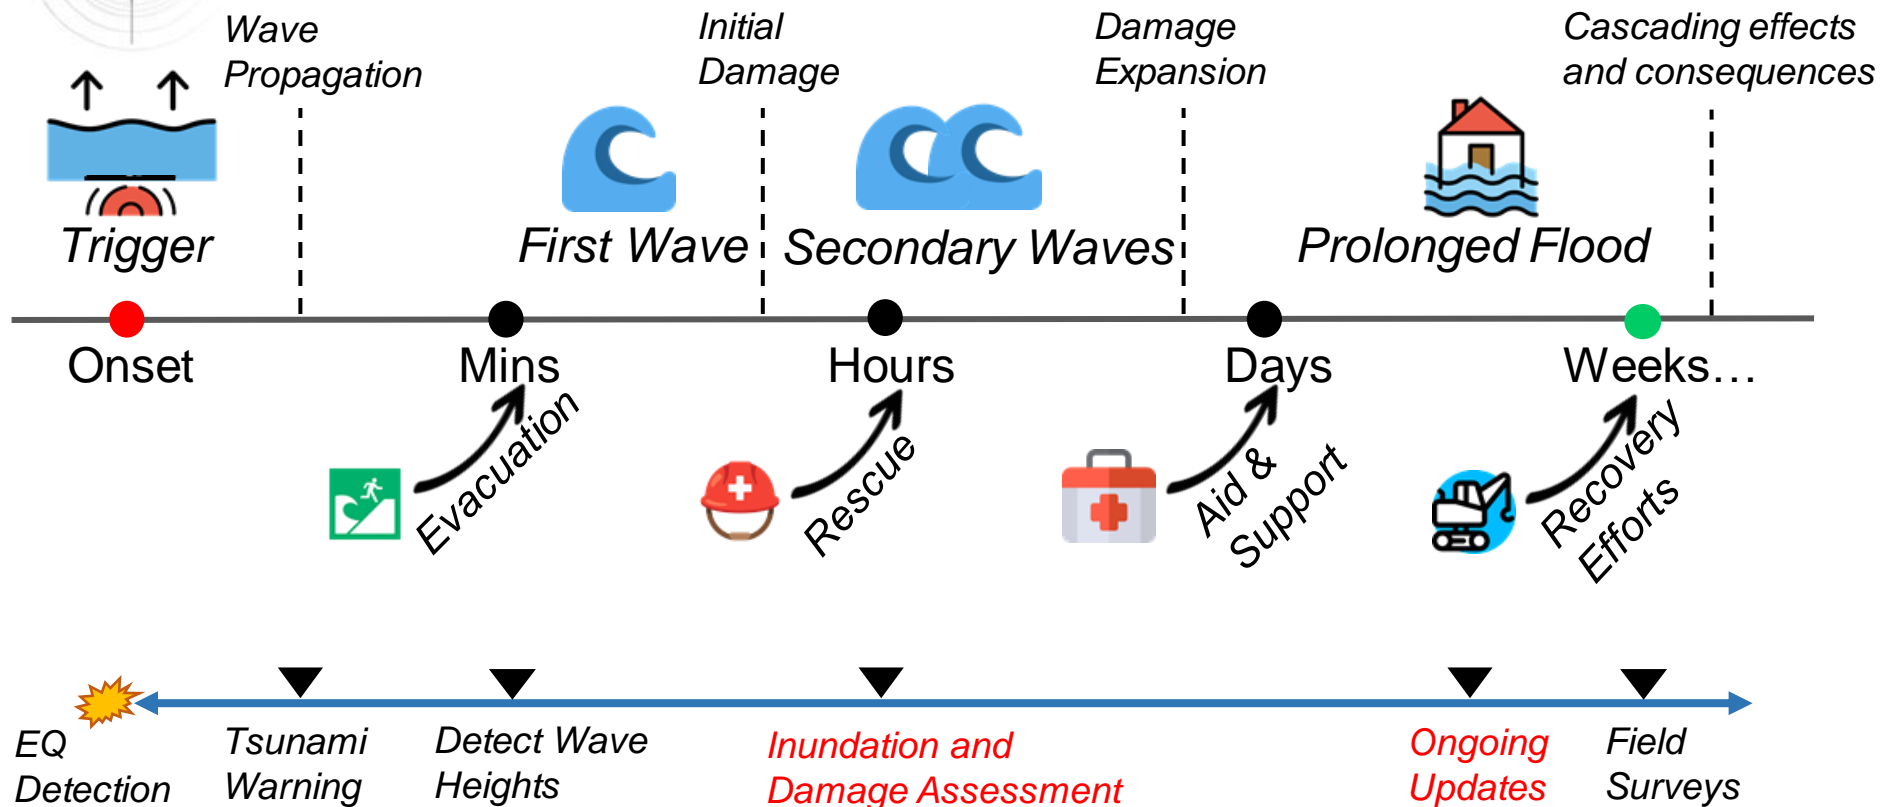 Wave
Propagation
Initial
Damage
Damage
Expansion
Cascading effects
and consequences
Trigger
First Wave
Secondary Waves
Prolonged Flood
Onset
Mins
Hours
Days
Weeks…
Evacuation
Rescue
Aid &
Support
Recovery
Efforts
EQ
Detection
Tsunami
Warning
Detect Wave
Heights
Inundation and
Damage Assessment
Ongoing
Updates
Field
Surveys